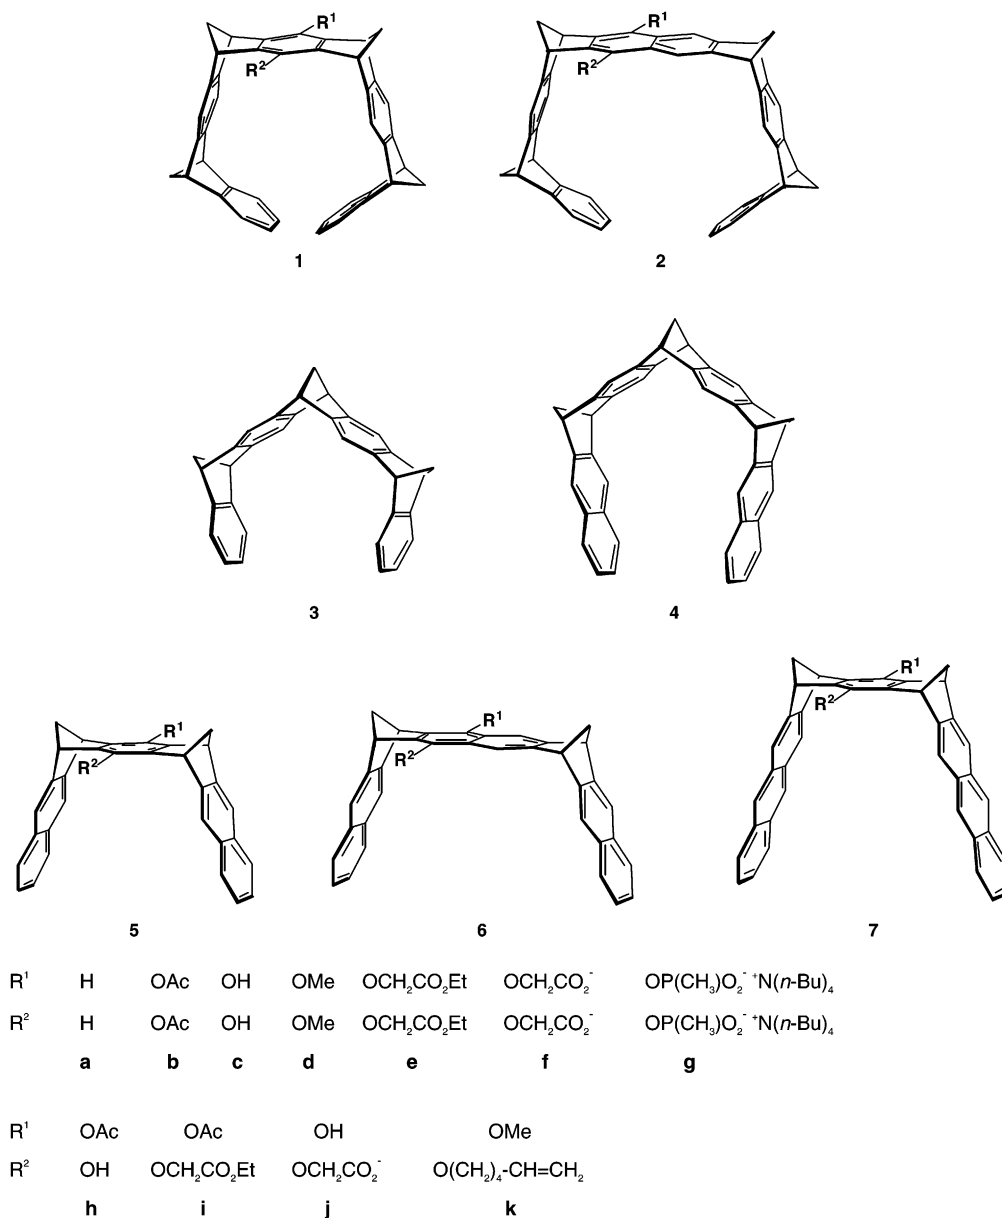 R¹
R²
1
R¹
R²
2
3
4
R¹
R²
5
R¹
R²
6
R¹
R²
7
R¹ H OAc OH OMe OCH₂CO₂Et OCH₂CO₂⁻ OP(CH₃)O₂⁻ ⁺N(n-Bu)₄
R² H OAc OH OMe OCH₂CO₂Et OCH₂CO₂⁻ OP(CH₃)O₂⁻ ⁺N(n-Bu)₄
a b c d e f g
R¹ OAc OAc OH OMe
R² OH OCH₂CO₂Et OCH₂CO₂⁻ O(CH₂)₄-CH=CH₂
h i j k